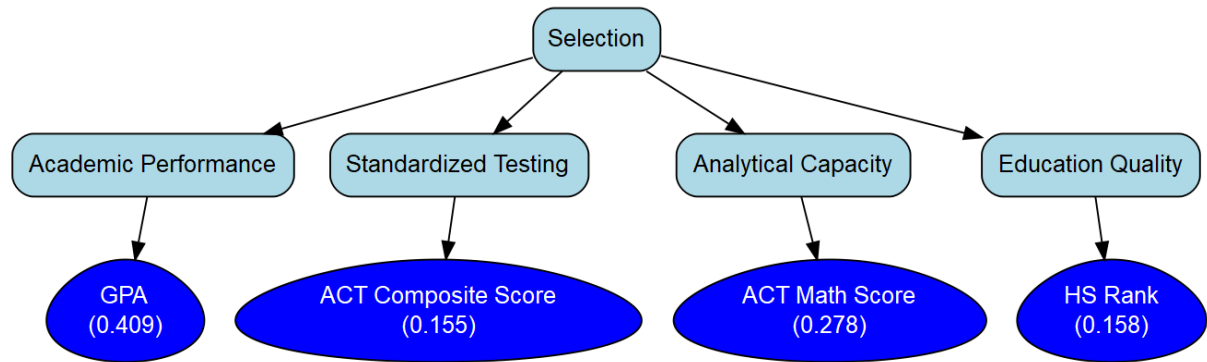 Selection
Academic Performance
Standardized Testing
Analytical Capacity
Education Quality
GPA
(0.409)
ACT Composite Score
(0.155)
ACT Math Score
(0.278)
HS Rank
(0.158)